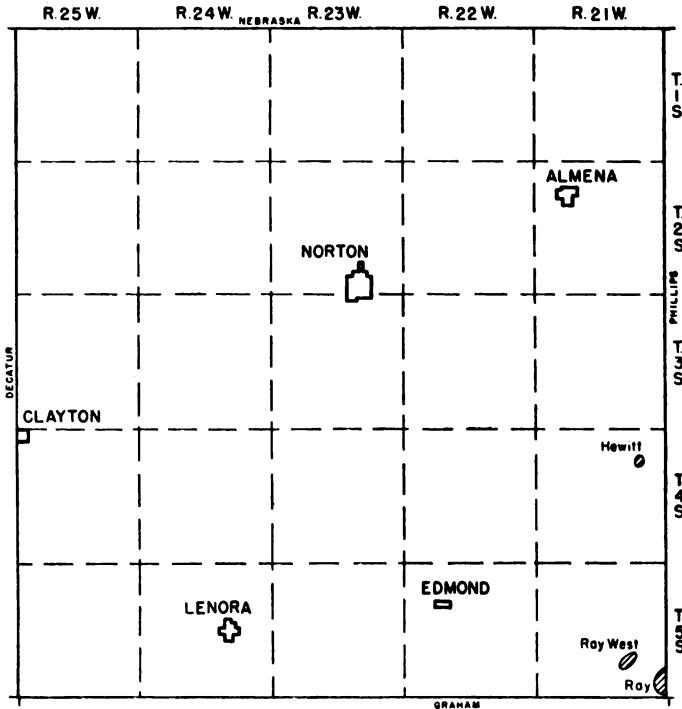 R.25W. R.24W. R.23W. R.22W. R.21W.
NEBRASKA
T.1S
ALMENA
T.2S
NORTON
PHILLIPS
T.3S
DECATUR
CLAYTON
Hewitt
T.4S
EDMOND
LENORA
T.5S
Ray West
Ray
GRAHAM